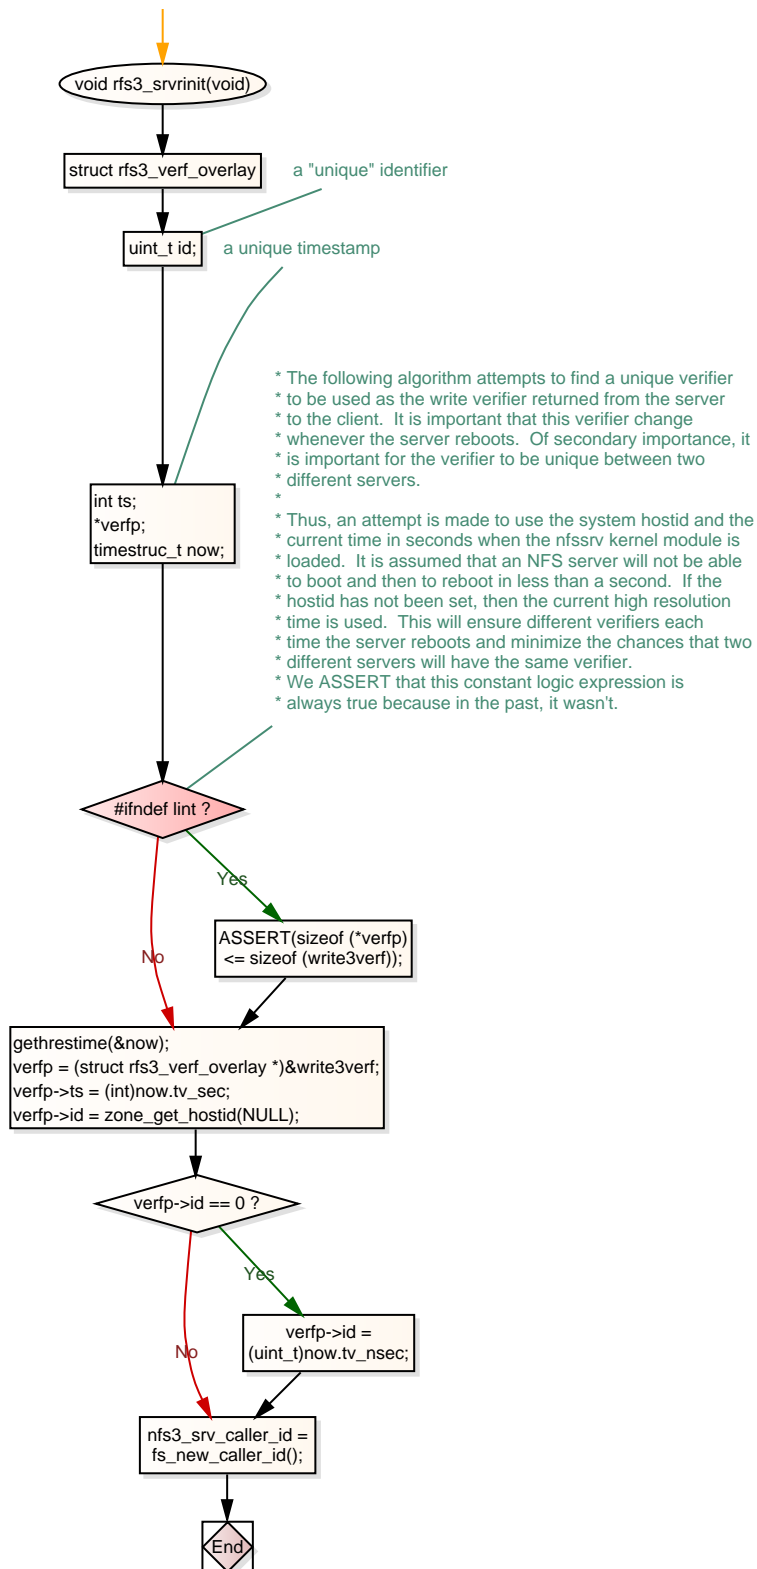 void rfs3_srvrinit(void)
struct rfs3_verf_overlay
a "unique" identifier
uint_t id;
a unique timestamp
* The following algorithm attempts to find a unique verifier
* to be used as the write verifier returned from the server
* to the client.  It is important that this verifier change
* whenever the server reboots.  Of secondary importance, it
* is important for the verifier to be unique between two
* different servers.
*
* Thus, an attempt is made to use the system hostid and the
* current time in seconds when the nfssrv kernel module is
* loaded.  It is assumed that an NFS server will not be able
* to boot and then to reboot in less than a second.  If the
* hostid has not been set, then the current high resolution
* time is used.  This will ensure different verifiers each
* time the server reboots and minimize the chances that two
* different servers will have the same verifier.
* We ASSERT that this constant logic expression is
* always true because in the past, it wasn't.
int ts;
*verfp;
timestruc_t now;
#ifndef lint ?
Yes
ASSERT(sizeof (*verfp)
<= sizeof (write3verf));
No
gethrestime(&now);
verfp = (struct rfs3_verf_overlay *)&write3verf;
verfp->ts = (int)now.tv_sec;
verfp->id = zone_get_hostid(NULL);
verfp->id == 0 ?
Yes
verfp->id =
(uint_t)now.tv_nsec;
No
nfs3_srv_caller_id =
fs_new_caller_id();
End